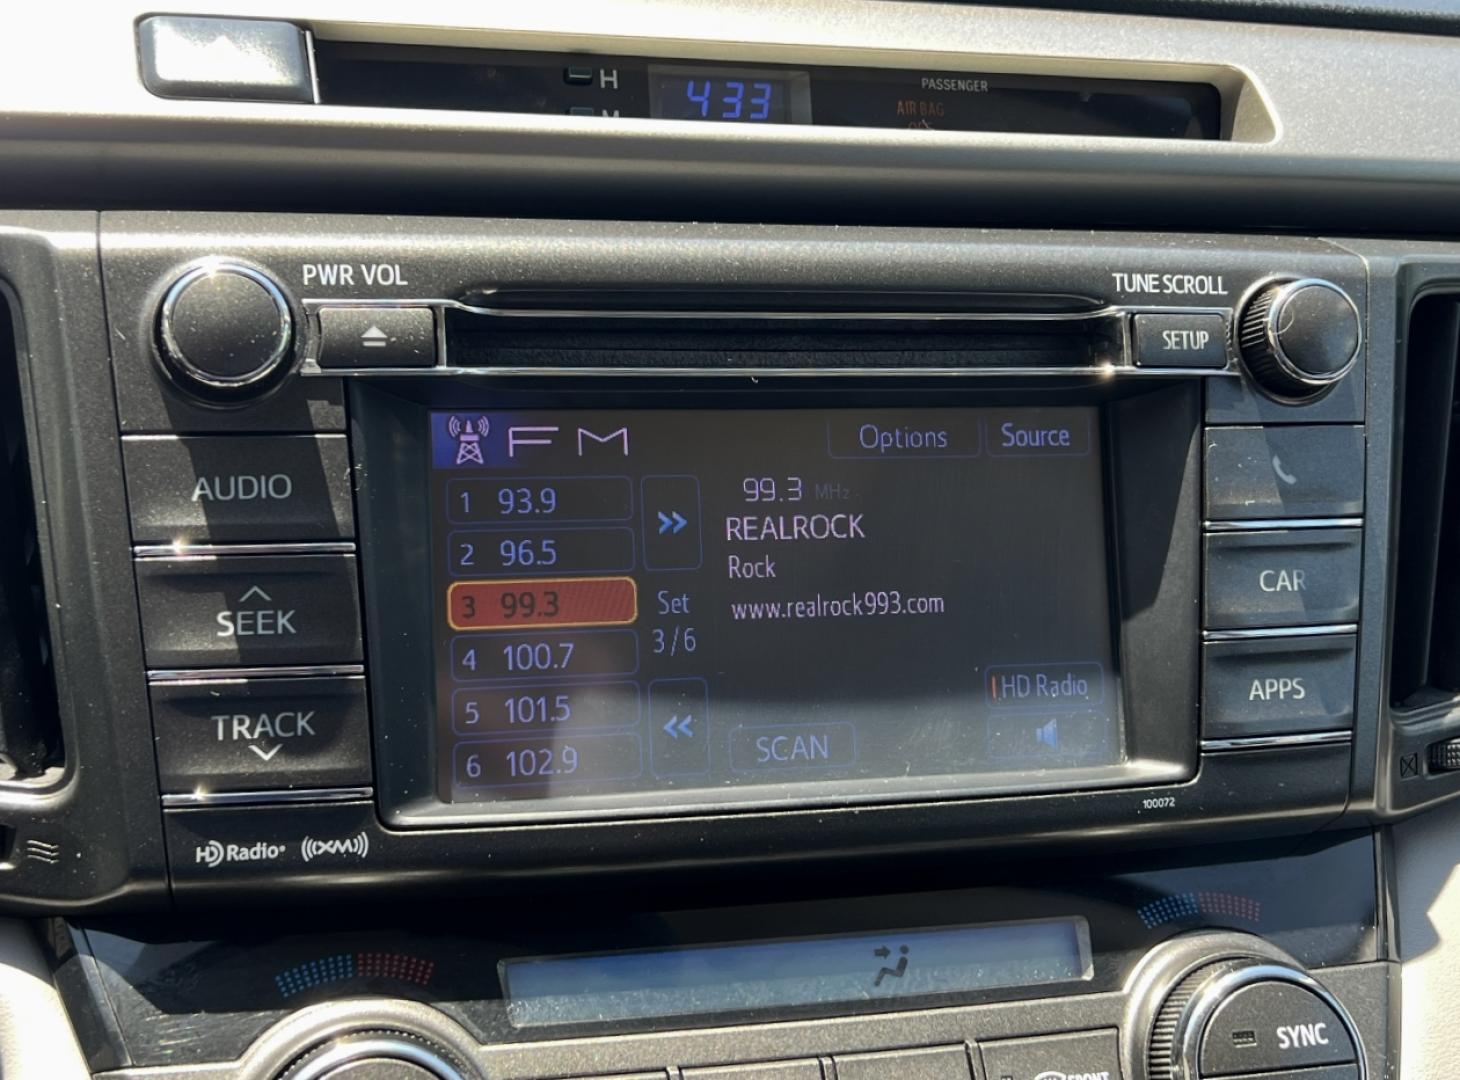 H
433
PASSENGER
AIR BAG
M
PWR VOL
TUNE SCROLL
SETUP
FM
Options
Source
AUDIO
1 93.9
99.3 MHz
2 96.5
REALROCK
Rock
3 99.3
Set
www.realrock993.com
CAR
SEEK
3/6
4 100.7
HD Radio
APPS
5 101.5
TRACK
SCAN
6 102.9
100072
HD Radio
((XM))
SYNC
FRONT